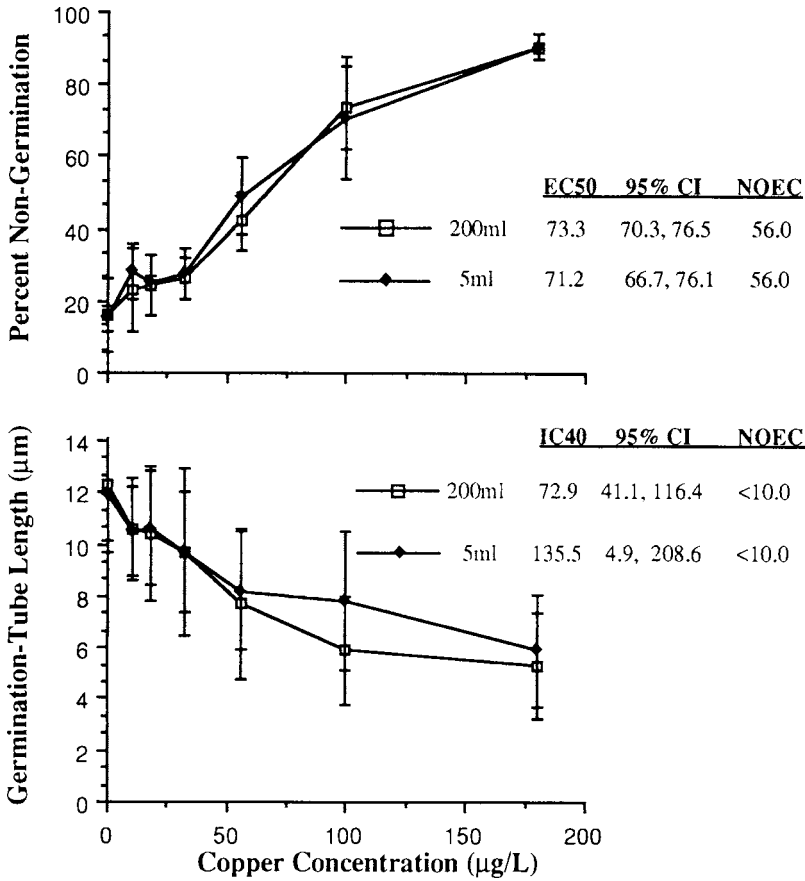 100
80
60
40
20
0
Percent Non-Germination
EC50 95% CI NOEC
200ml 73.3 70.3, 76.5 56.0
5ml 71.2 66.7, 76.1 56.0
14
12
10
8
6
4
2
0
Germination-Tube Length (μm)
IC40 95% CI NOEC
200ml 72.9 41.1, 116.4 <10.0
5ml 135.5 4.9, 208.6 <10.0
0 50 100 150 200
Copper Concentration (μg/L)